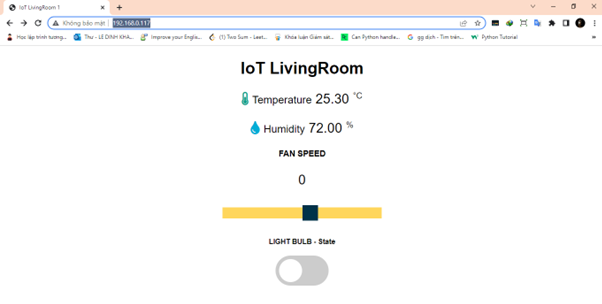 IoT LivingRoom 1
Không bảo mật 192.168.0.117
Học lập trình tương... Thư - LE DINH KHA... Improve your Englis... (1) Two Sum - Leet... Khóa luận Giám sát... Can Python handle... gg dịch - Tìm trên... Python Tutorial
IoT LivingRoom
Temperature 25.30 °C
Humidity 72.00 %
FAN SPEED
0
LIGHT BULB - State